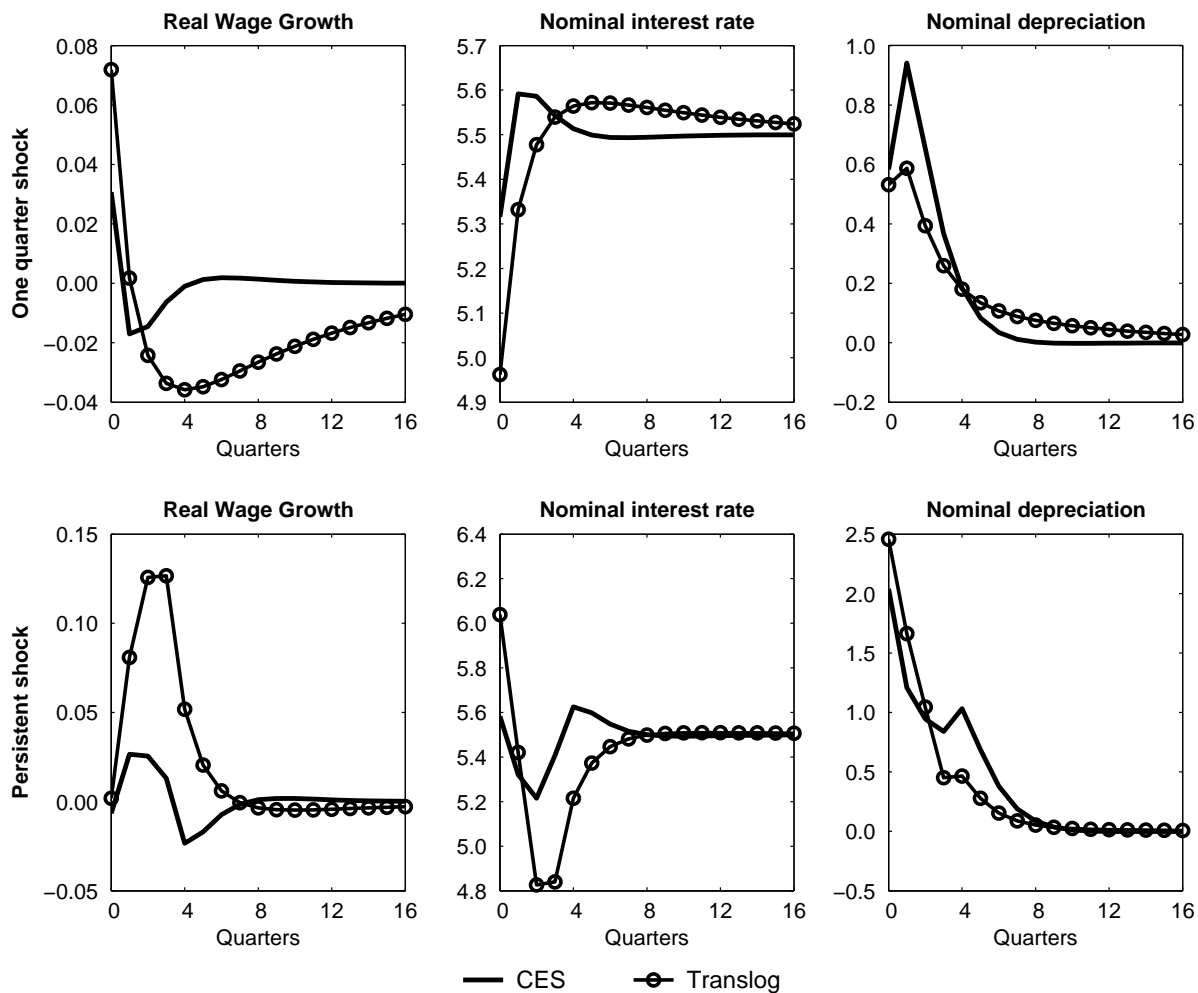 Real Wage Growth
Nominal interest rate
Nominal depreciation
One quarter shock
0.08
0.06
0.04
0.02
0.00
−0.02
−0.04
0 4 8 12 16
Quarters
5.7
5.6
5.5
5.4
5.3
5.2
5.1
5.0
4.9
0 4 8 12 16
Quarters
1.0
0.8
0.6
0.4
0.2
0.0
−0.2
0 4 8 12 16
Quarters
Real Wage Growth
Nominal interest rate
Nominal depreciation
Persistent shock
0.15
0.10
0.05
0.00
−0.05
0 4 8 12 16
Quarters
6.4
6.2
6.0
5.8
5.6
5.4
5.2
5.0
4.8
0 4 8 12 16
Quarters
2.5
2.0
1.5
1.0
0.5
0.0
−0.5
0 4 8 12 16
Quarters
CES Translog